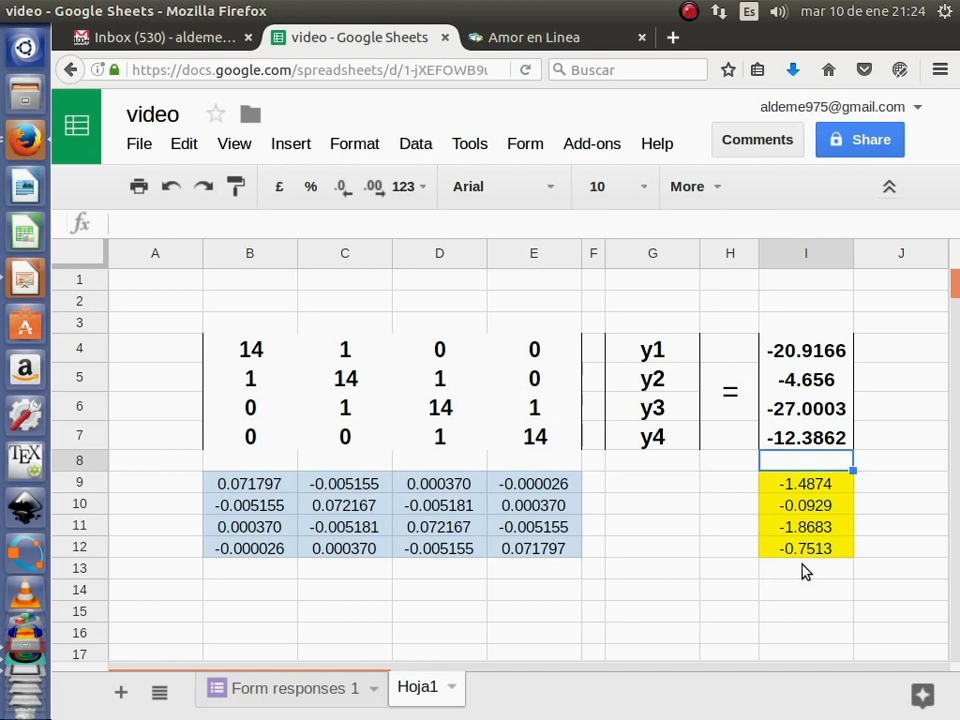 video - Google Sheets - Mozilla Firefox
Es
mar 10 de ene 21:24
Inbox (530) - aldeme... ×
video - Google Sheets ×
Amor en Linea ×
https://docs.google.com/spreadsheets/d/1-jXEFOWB9
Buscar
video
aldeme975@gmail.com
File Edit View Insert Format Data Tools Form Add-ons Help
Comments
Share
£ % .0 .00 123
Arial
10
More
fx
A B C D E F G H I J
1
2
3
4 14 1 0 0 y1 -20.9166
5 1 14 1 0 y2 = -4.656
6 0 1 14 1 y3 -27.0003
7 0 0 1 14 y4 -12.3862
8
9 0.071797 -0.005155 0.000370 -0.000026 -1.4874
10 -0.005155 0.072167 -0.005181 0.000370 -0.0929
11 0.000370 -0.005181 0.072167 -0.005155 -1.8683
12 -0.000026 0.000370 -0.005155 0.071797 -0.7513
13
14
15
16
17
Form responses 1
Hoja1
TEX